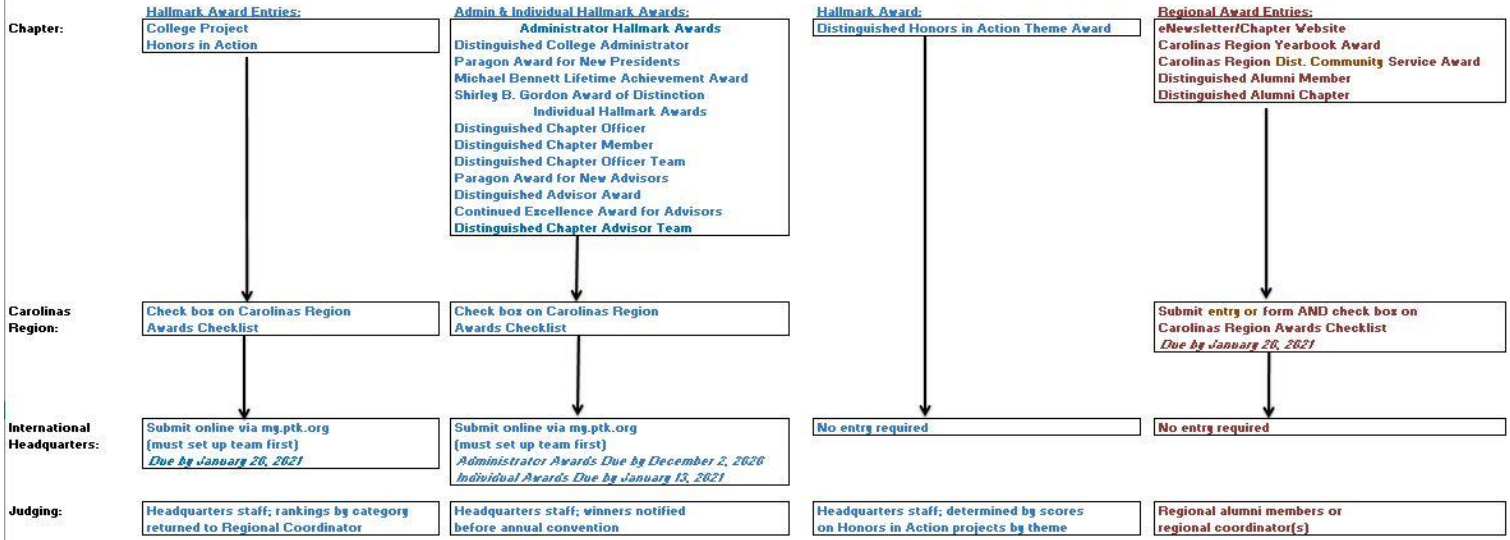 Hallmark Award Entries:
Admin & Individual Hallmark Awards:
Hallmark Award:
Regional Award Entries:
Chapter:
College Project
Honors in Action
Administrator Hallmark Awards
Distinguished College Administrator
Paragon Award for New Presidents
Michael Bennett Lifetime Achievement Award
Shirley B. Gordon Award of Distinction
Individual Hallmark Awards
Distinguished Chapter Officer
Distinguished Chapter Member
Distinguished Chapter Officer Team
Paragon Award for New Advisors
Distinguished Advisor Award
Continued Excellence Award for Advisors
Distinguished Chapter Advisor Team
Distinguished Honors in Action Theme Award
eNewsletter/Chapter Website
Carolinas Region Yearbook Award
Carolinas Region Dist. Community Service Award
Distinguished Alumni Member
Distinguished Alumni Chapter
Carolinas
Region:
Check box on Carolinas Region
Awards Checklist
Check box on Carolinas Region
Awards Checklist
Submit entry or form AND check box on
Carolinas Region Awards Checklist
Due by January 20, 2021
International
Headquarters:
Submit online via my.ptk.org
(must set up team first)
Due by January 20, 2021
Submit online via my.ptk.org
(must set up team first)
Administrator Awards Due by December 2, 2020
Individual Awards Due by January 13, 2021
No entry required
No entry required
Judging:
Headquarters staff; rankings by category
returned to Regional Coordinator
Headquarters staff; winners notified
before annual convention
Headquarters staff; determined by scores
on Honors in Action projects by theme
Regional alumni members or
regional coordinator(s)